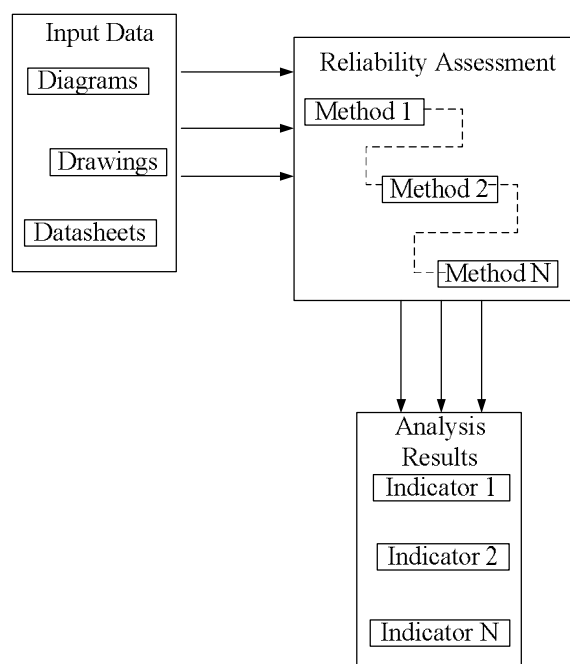 Input Data
Diagrams
Drawings
Datasheets
Reliability Assessment
Method 1
Method 2
Method N
Analysis
Results
Indicator 1
Indicator 2
Indicator N